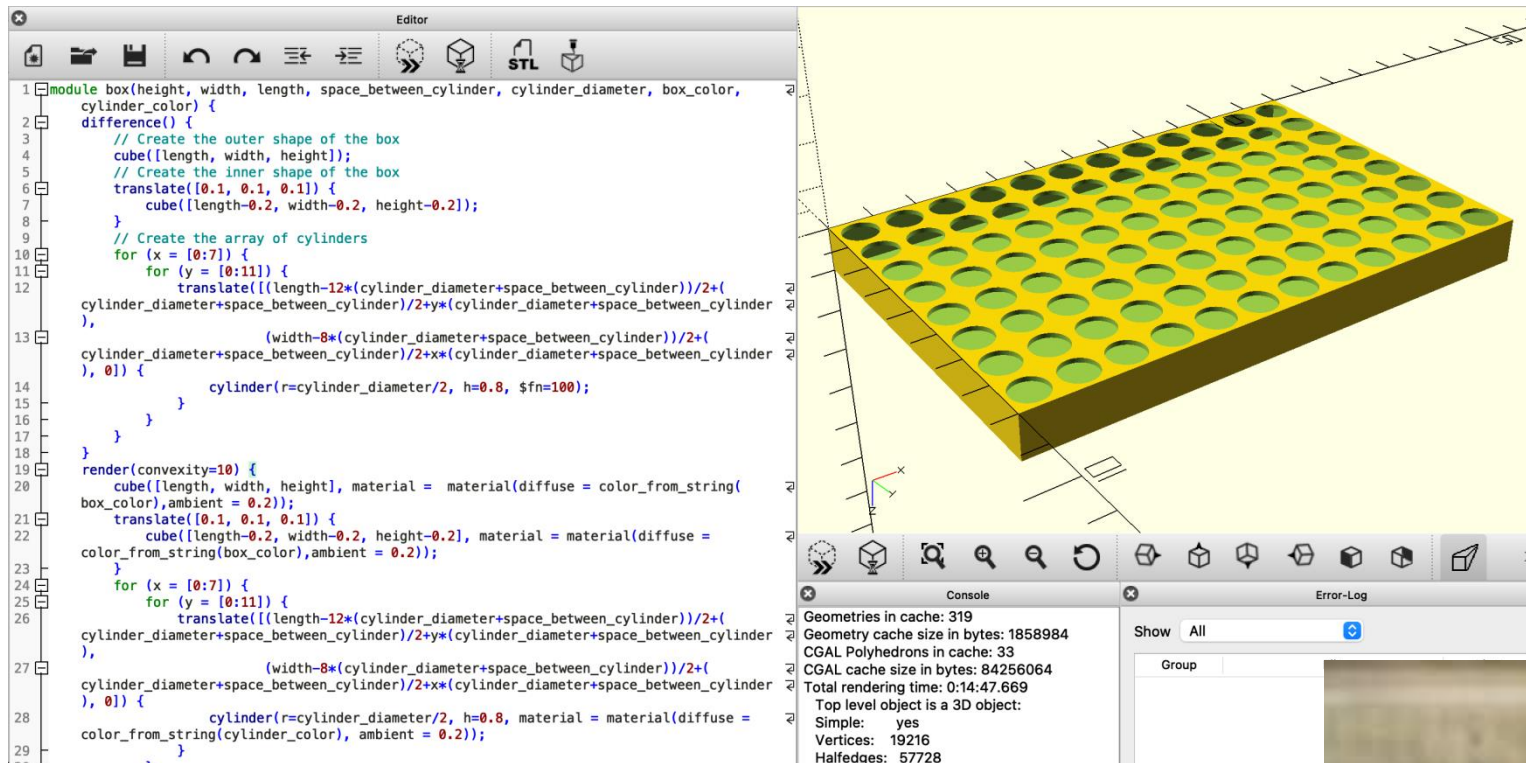 Editor
STL
1 module box(height, width, length, space_between_cylinder, cylinder_diameter, box_color,
cylinder_color) {
2 difference() {
3 // Create the outer shape of the box
4 cube([length, width, height]);
5 // Create the inner shape of the box
6 translate([0.1, 0.1, 0.1]) {
7 cube([length-0.2, width-0.2, height-0.2]);
8 }
9 // Create the array of cylinders
10 for (x = [0:7]) {
11 for (y = [0:11]) {
12 translate([(length-12*(cylinder_diameter+space_between_cylinder))/2+(
cylinder_diameter+space_between_cylinder)/2+y*(cylinder_diameter+space_between_cylinder
),
13 (width-8*(cylinder_diameter+space_between_cylinder))/2+(
cylinder_diameter+space_between_cylinder)/2+x*(cylinder_diameter+space_between_cylinder
), 0]) {
14 cylinder(r=cylinder_diameter/2, h=0.8, $fn=100);
15 }
16 }
17 }
18 }
19 render(convexity=10) {
20 cube([length, width, height], material = material(diffuse = color_from_string(
box_color),ambient = 0.2));
21 translate([0.1, 0.1, 0.1]) {
22 cube([length-0.2, width-0.2, height-0.2], material = material(diffuse =
color_from_string(box_color),ambient = 0.2));
23 }
24 for (x = [0:7]) {
25 for (y = [0:11]) {
26 translate([(length-12*(cylinder_diameter+space_between_cylinder))/2+(
cylinder_diameter+space_between_cylinder)/2+y*(cylinder_diameter+space_between_cylinder
),
27 (width-8*(cylinder_diameter+space_between_cylinder))/2+(
cylinder_diameter+space_between_cylinder)/2+x*(cylinder_diameter+space_between_cylinder
), 0]) {
28 cylinder(r=cylinder_diameter/2, h=0.8, material = material(diffuse =
color_from_string(cylinder_color), ambient = 0.2));
29 }
X
Y
Z
10
Console
Geometries in cache: 319
Geometry cache size in bytes: 1858984
CGAL Polyhedrons in cache: 33
CGAL cache size in bytes: 84256064
Total rendering time: 0:14:47.669
Top level object is a 3D object:
Simple: yes
Vertices: 19216
Halfedges: 57728
Error-Log
Show All
Group